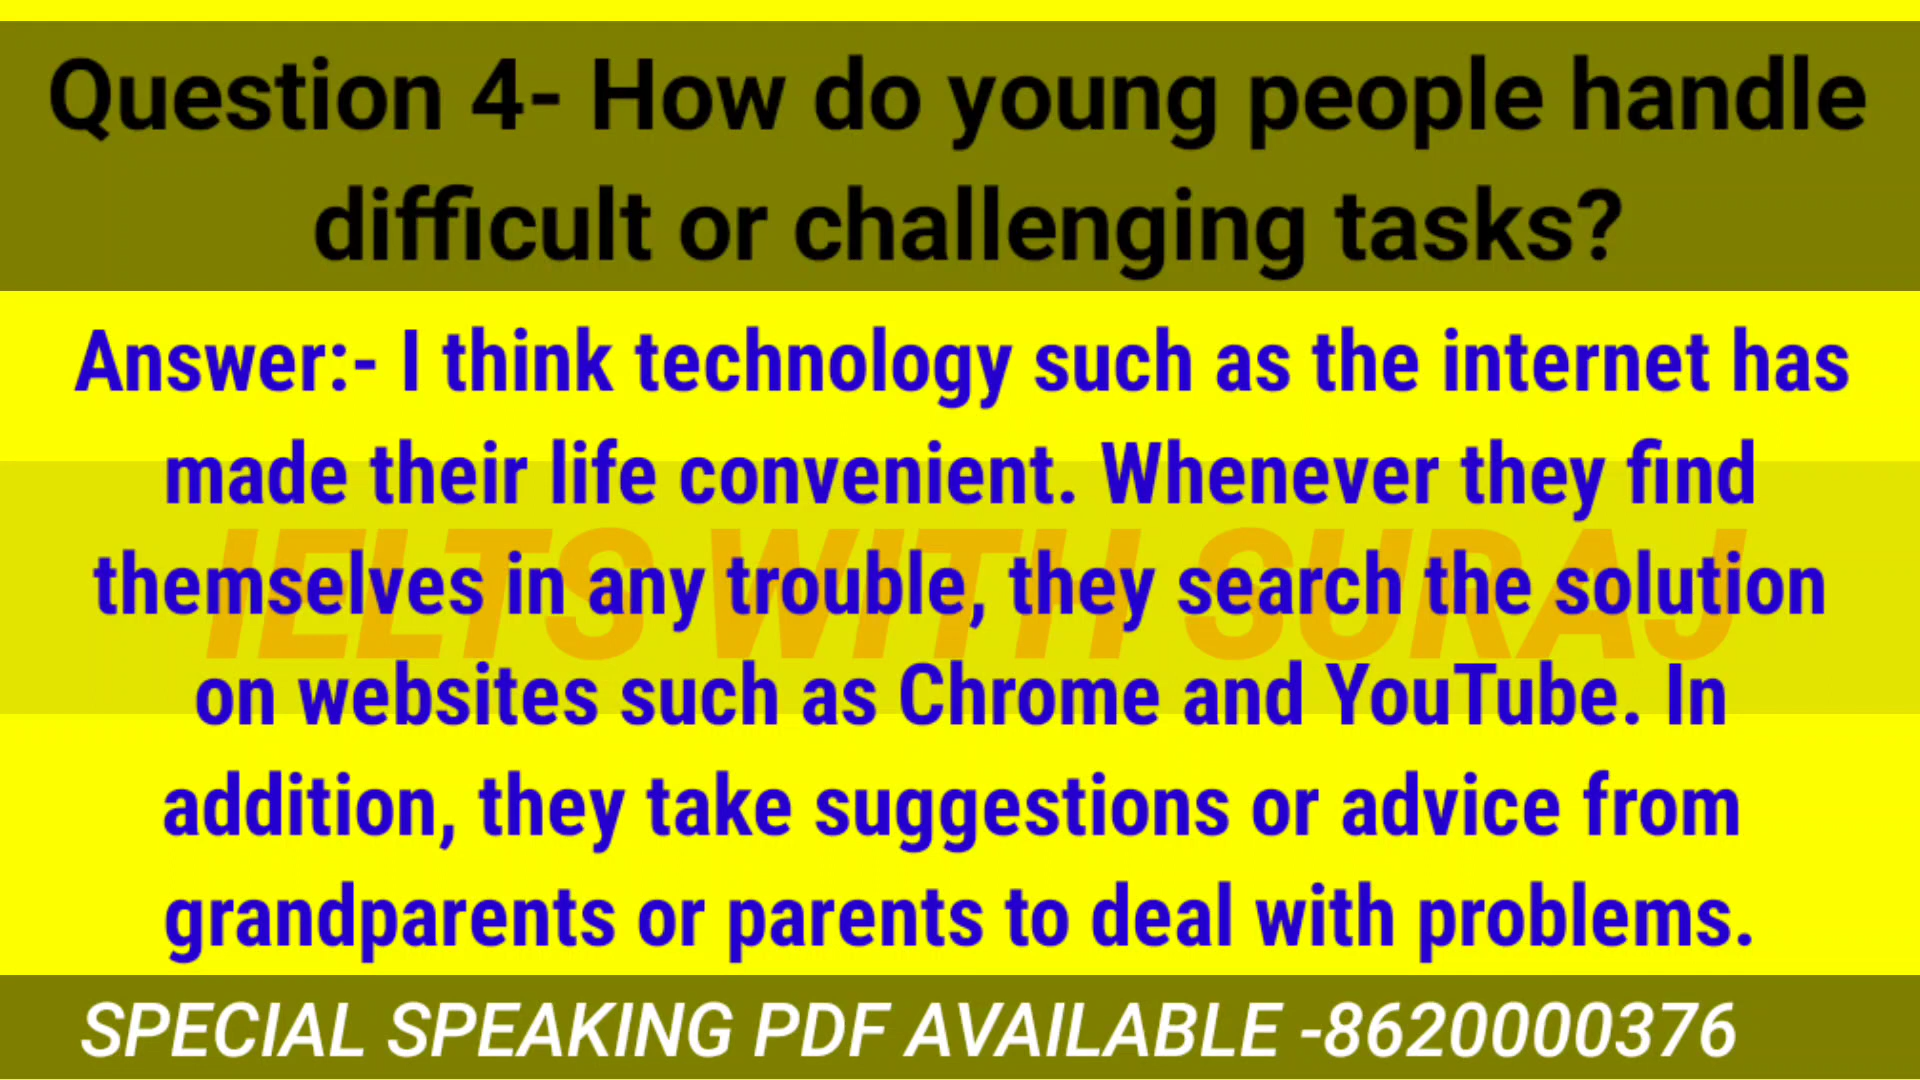 Question 4- How do young people handle
difficult or challenging tasks?
Answer:- I think technology such as the internet has
made their life convenient. Whenever they find
themselves in any trouble, they search the solution
IELTS WITH SURAJ
on websites such as Chrome and YouTube. In
addition, they take suggestions or advice from
grandparents or parents to deal with problems.
SPECIAL SPEAKING PDF AVAILABLE -8620000376